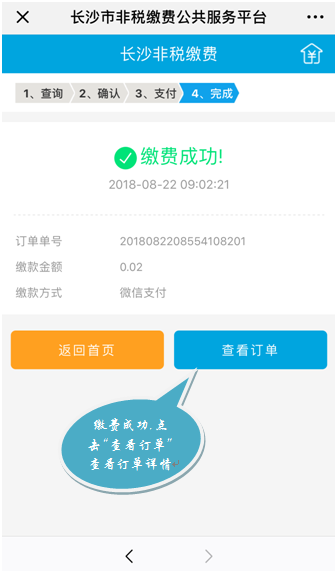 长沙市非税缴费公共服务平台
长沙非税缴费
1、查询 2、确认 3、支付 4、完成
缴费成功!
2018-08-22 09:02:21
订单单号 2018082208554108201
缴款金额 0.02
缴款方式 微信支付
返回首页 查看订单
缴费成功.点
击“查看订单”
查看订单详情